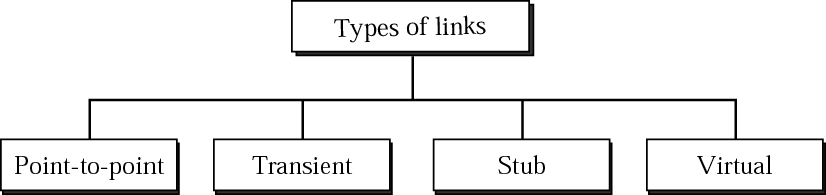 Types of links
Point-to-point
Transient
Stub
Virtual